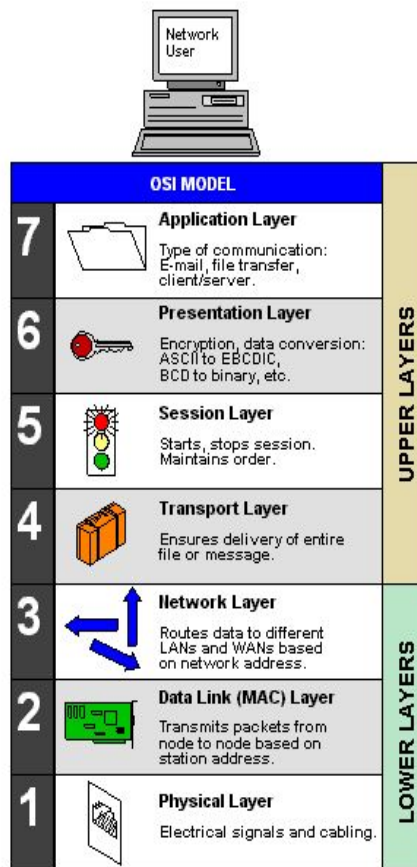 Network
User
OSI MODEL
7
Application Layer
Type of communication:
E-mail, file transfer,
client/server.
6
Presentation Layer
Encryption, data conversion:
ASCII to EBCDIC,
BCD to binary, etc.
5
Session Layer
Starts, stops session.
Maintains order.
4
Transport Layer
Ensures delivery of entire
file or message.
UPPER LAYERS
3
Network Layer
Routes data to different
LANs and WANs based
on network address.
2
Data Link (MAC) Layer
Transmits packets from
node to node based on
station address.
1
Physical Layer
Electrical signals and cabling.
LOWER LAYERS